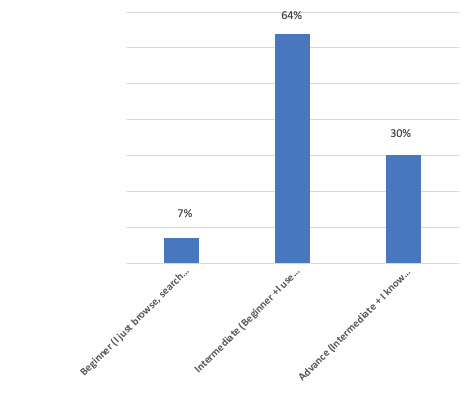 64%
30%
7%
Beginner (I just browse, search...
Intermediate (Beginner +I use...
Advance (Intermediate + I know...